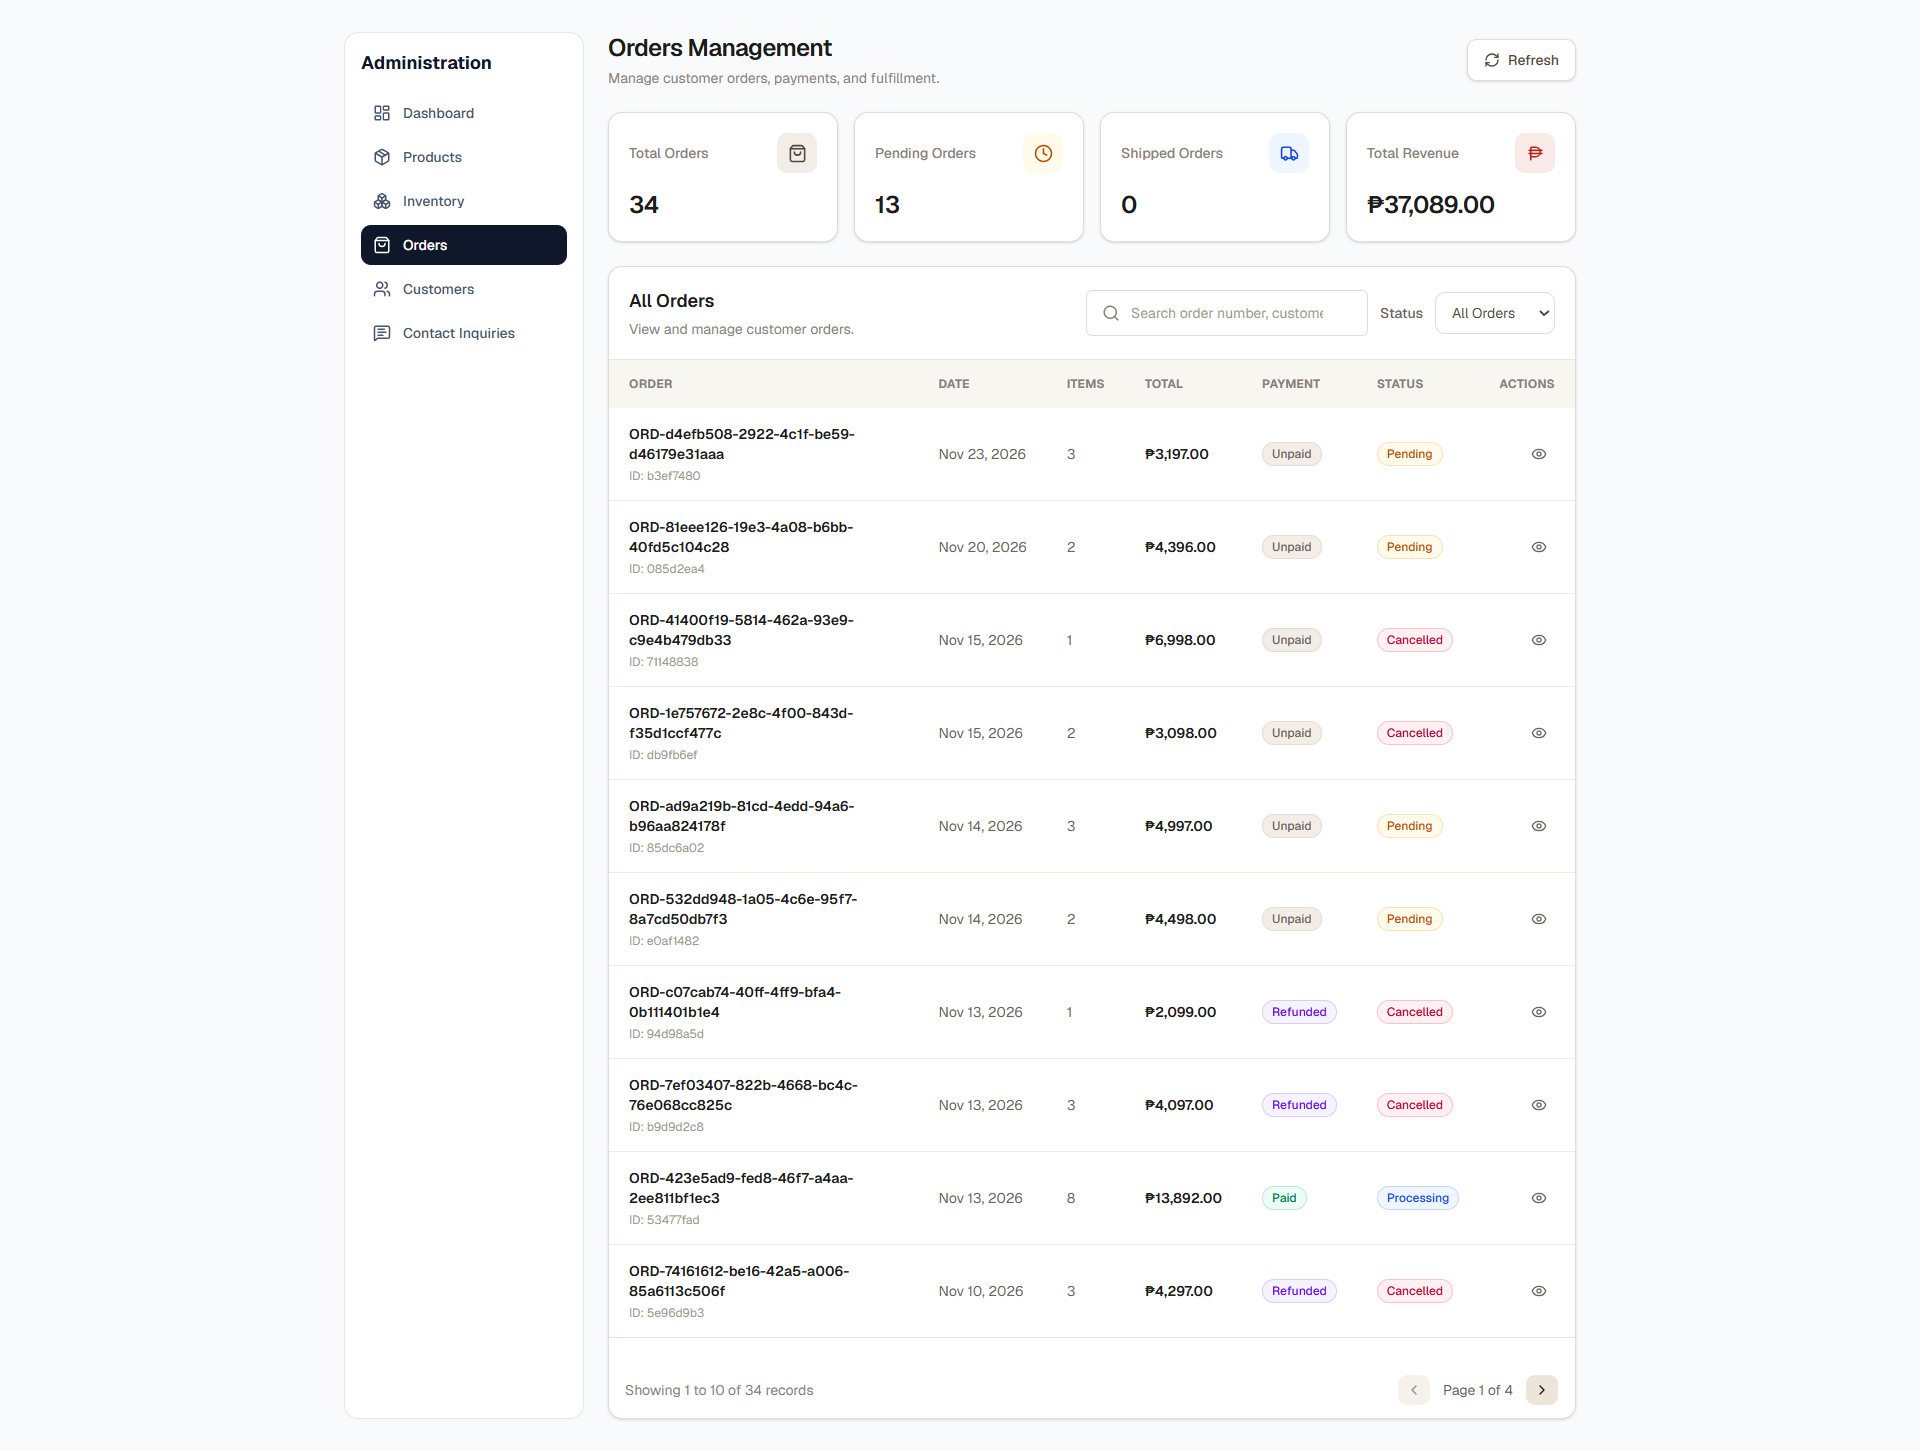 Administration
Dashboard
Products
Inventory
Orders
Customers
Contact Inquiries
Orders Management
Manage customer orders, payments, and fulfillment.
Refresh
Total Orders
34
Pending Orders
13
Shipped Orders
0
Total Revenue
₱37,089.00
All Orders
View and manage customer orders.
Search order number, custome
Status
All Orders
ORDER DATE ITEMS TOTAL PAYMENT STATUS ACTIONS
ORD-d4efb508-2922-4c1f-be59-
d46179e31aaa
ID: b3ef7480
Nov 23, 2026 3 ₱3,197.00 Unpaid Pending
ORD-81eee126-19e3-4a08-b6bb-
40fd5c104c28
ID: 085d2ea4
Nov 20, 2026 2 ₱4,396.00 Unpaid Pending
ORD-41400f19-5814-462a-93e9-
c9e4b479db33
ID: 71148838
Nov 15, 2026 1 ₱6,998.00 Unpaid Cancelled
ORD-1e757672-2e8c-4f00-843d-
f35d1ccf477c
ID: db9fb6ef
Nov 15, 2026 2 ₱3,098.00 Unpaid Cancelled
ORD-ad9a219b-81cd-4edd-94a6-
b96aa824178f
ID: 85dc6a02
Nov 14, 2026 3 ₱4,997.00 Unpaid Pending
ORD-532dd948-1a05-4c6e-95f7-
8a7cd50db7f3
ID: e0af1482
Nov 14, 2026 2 ₱4,498.00 Unpaid Pending
ORD-c07cab74-40ff-4ff9-bfa4-
0b111401b1e4
ID: 94d98a5d
Nov 13, 2026 1 ₱2,099.00 Refunded Cancelled
ORD-7ef03407-822b-4668-bc4c-
76e068cc825c
ID: b9d9d2c8
Nov 13, 2026 3 ₱4,097.00 Refunded Cancelled
ORD-423e5ad9-fed8-46f7-a4aa-
2ee811bf1ec3
ID: 53477fad
Nov 13, 2026 8 ₱13,892.00 Paid Processing
ORD-74161612-be16-42a5-a006-
85a6113c506f
ID: 5e96d9b3
Nov 10, 2026 3 ₱4,297.00 Refunded Cancelled
Showing 1 to 10 of 34 records
Page 1 of 4